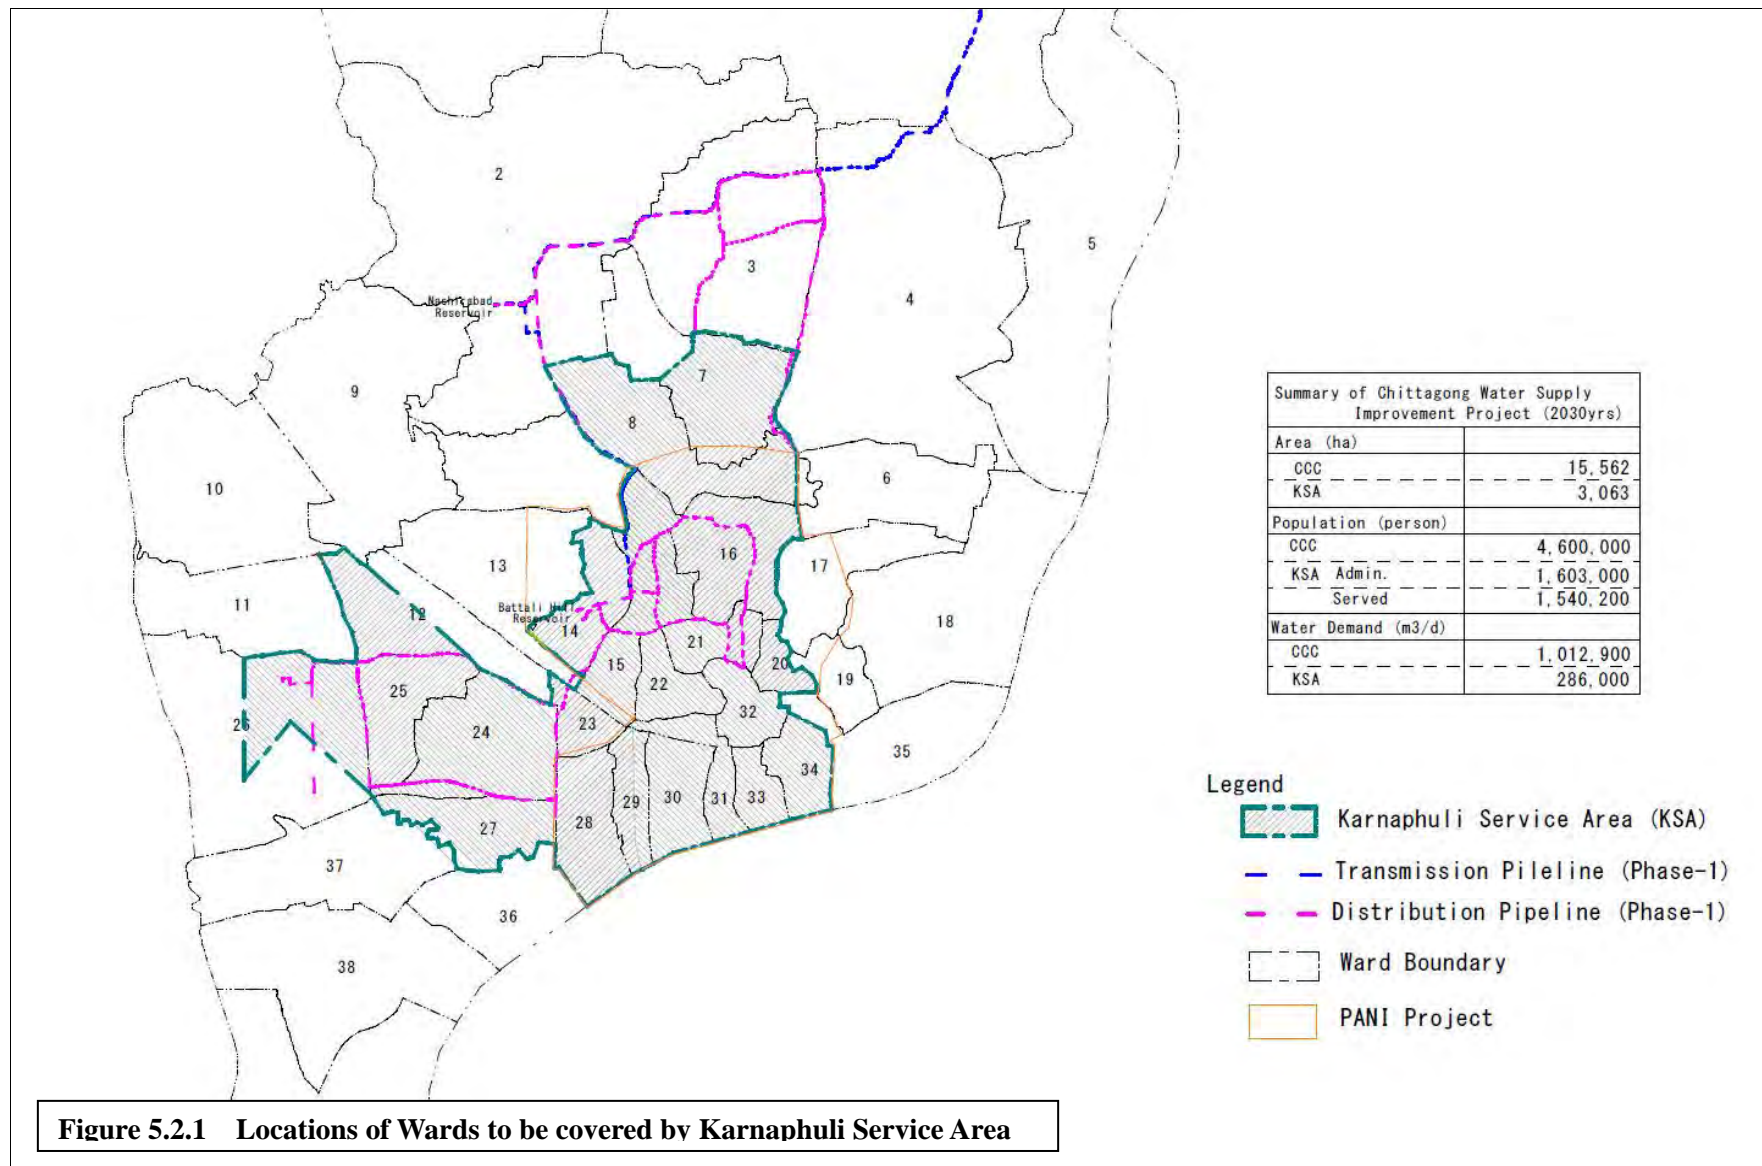 2
5
3
4
Nashirabad
Reservoir
7
9
8
6
10
16
13
17
11
12
Battali Hill
Reservoir
14
18
21
15
20
19
25
22
26
24
23
32
35
34
29
30
31
33
28
27
37
36
38
Summary of Chittagong Water Supply
Improvement Project (2030yrs)
Area (ha)
CCC 15,562
KSA 3,063
Population (person)
CCC 4,600,000
KSA Admin. 1,603,000
Served 1,540,200
Water Demand (m3/d)
CCC 1,012,900
KSA 286,000
Legend
Karnaphuli Service Area (KSA)
Transmission Pileline (Phase-1)
Distribution Pipeline (Phase-1)
Ward Boundary
PANI Project
Figure 5.2.1 Locations of Wards to be covered by Karnaphuli Service Area